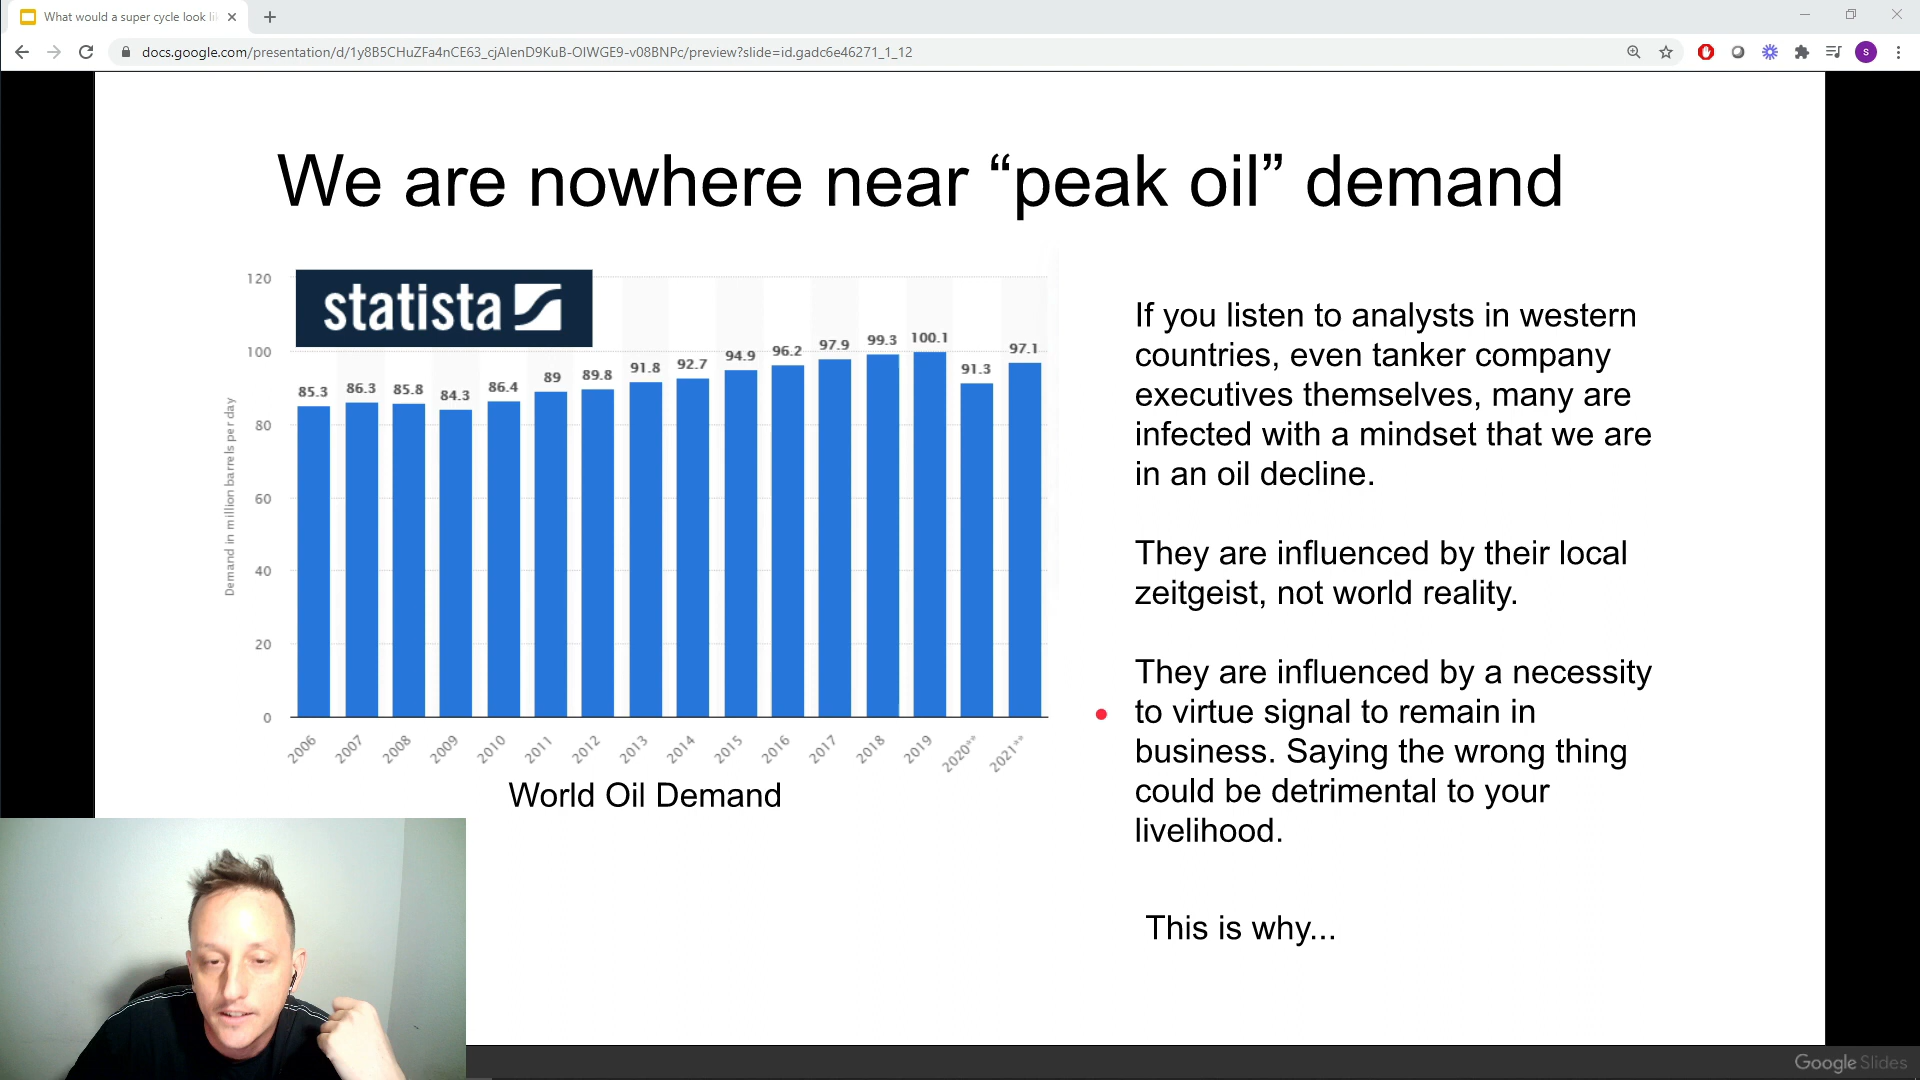 What would a super cycle look li
docs.google.com/presentation/d/1y8B5CHuZFa4nCE63_cjAIenD9KuB-OIWGE9-v08BNPc/preview?slide=id.gadc6e46271_1_12
s
We are nowhere near “peak oil” demand
statista
120
100
80
60
40
20
0
Demand in million barrels per day
85.3 86.3 85.8 84.3 86.4 89 89.8 91.8 92.7 94.9 96.2 97.9 99.3 100.1 91.3 97.1
2006 2007 2008 2009 2010 2011 2012 2013 2014 2015 2016 2017 2018 2019 2020** 2021**
World Oil Demand
If you listen to analysts in western
countries, even tanker company
executives themselves, many are
infected with a mindset that we are
in an oil decline.
They are influenced by their local
zeitgeist, not world reality.
They are influenced by a necessity
to virtue signal to remain in
business. Saying the wrong thing
could be detrimental to your
livelihood.
This is why...
Google Slides